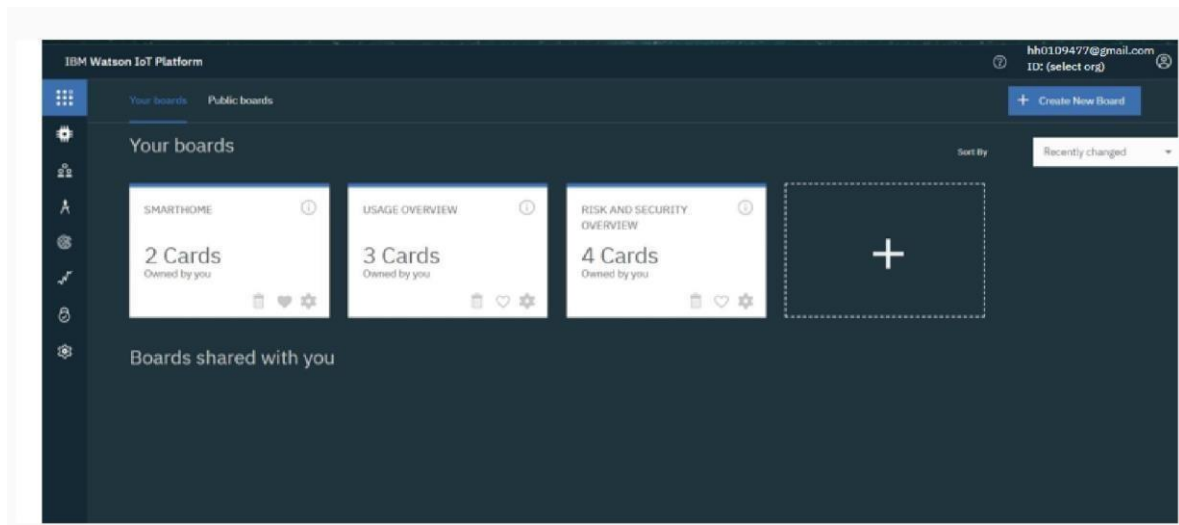 IBM Watson IoT Platform
hh0109477@gmail.com
ID: (select org)
Your boards
Public boards
+ Create New Board
Your boards
Sort By
Recently changed
SMARTHOME
2 Cards
Owned by you
USAGE OVERVIEW
3 Cards
Owned by you
RISK AND SECURITY
OVERVIEW
4 Cards
Owned by you
Boards shared with you